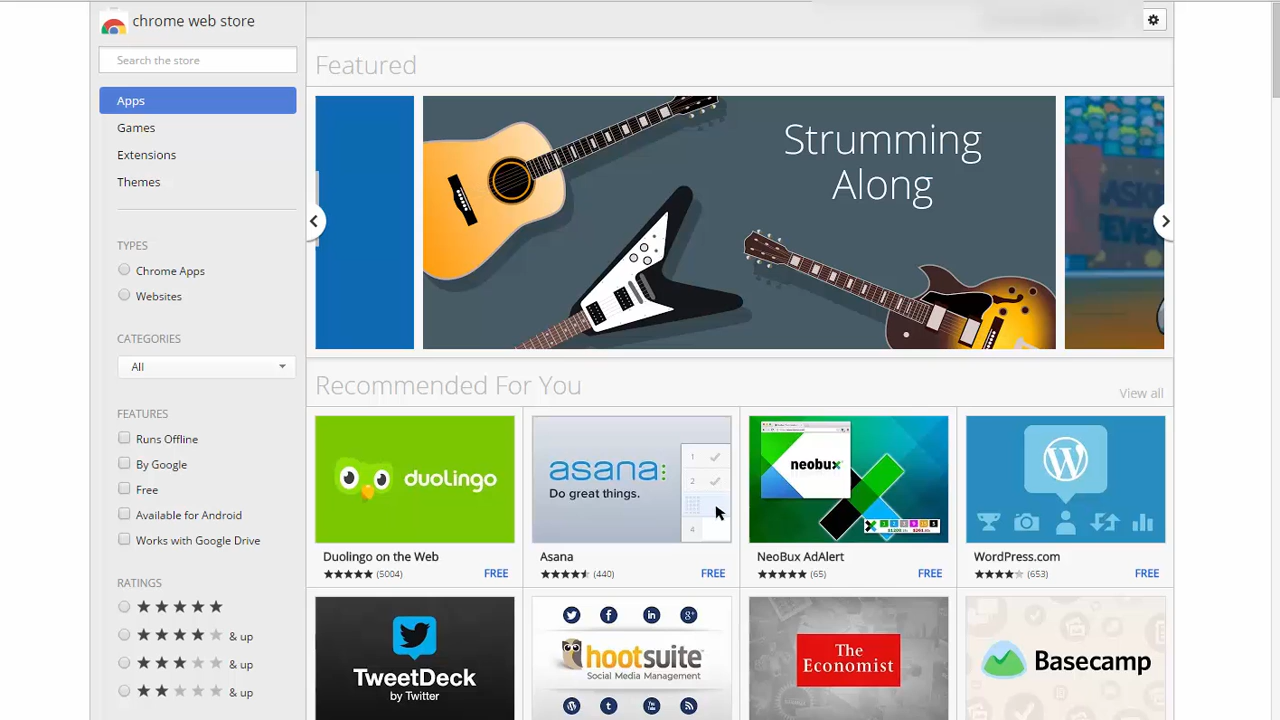 chrome web store
Search the store
Apps
Games
Extensions
Themes
TYPES
Chrome Apps
Websites
CATEGORIES
All
FEATURES
Runs Offline
By Google
Free
Available for Android
Works with Google Drive
RATINGS
& up
& up
& up
Featured
Strumming
Along
Recommended For You
View all
duolingo
Duolingo on the Web
(5004)
FREE
asana:
Do great things.
1
2
4
Asana
(440)
FREE
neobux
NeoBux AdAlert
(65)
FREE
WordPress.com
(653)
FREE
TweetDeck
by Twitter
hootsuite
Social Media Management
The
Economist
Basecamp